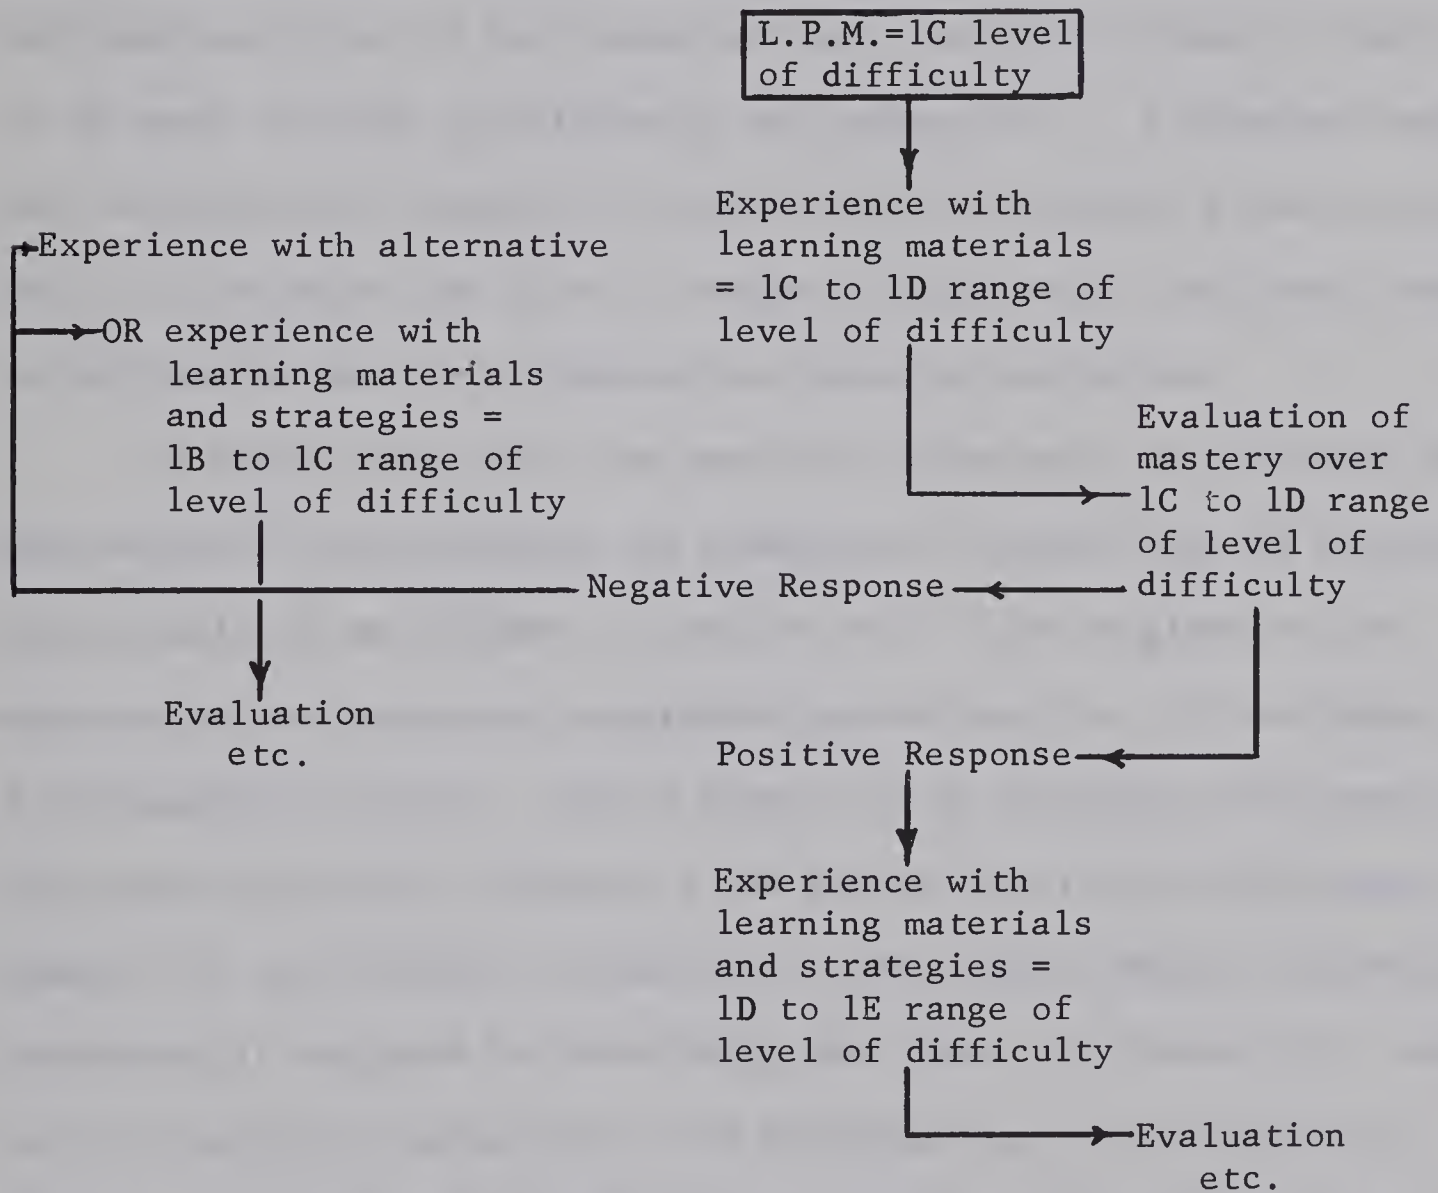 L.P.M.=1C level
of difficulty
Experience with
learning materials
= 1C to 1D range of
level of difficulty
Evaluation of
mastery over
1C to 1D range
of level of
difficulty
Negative Response
Experience with alternative
OR experience with
learning materials
and strategies =
1B to 1C range of
level of difficulty
Evaluation
etc.
Positive Response
Experience with
learning materials
and strategies =
1D to 1E range of
level of difficulty
Evaluation
etc.